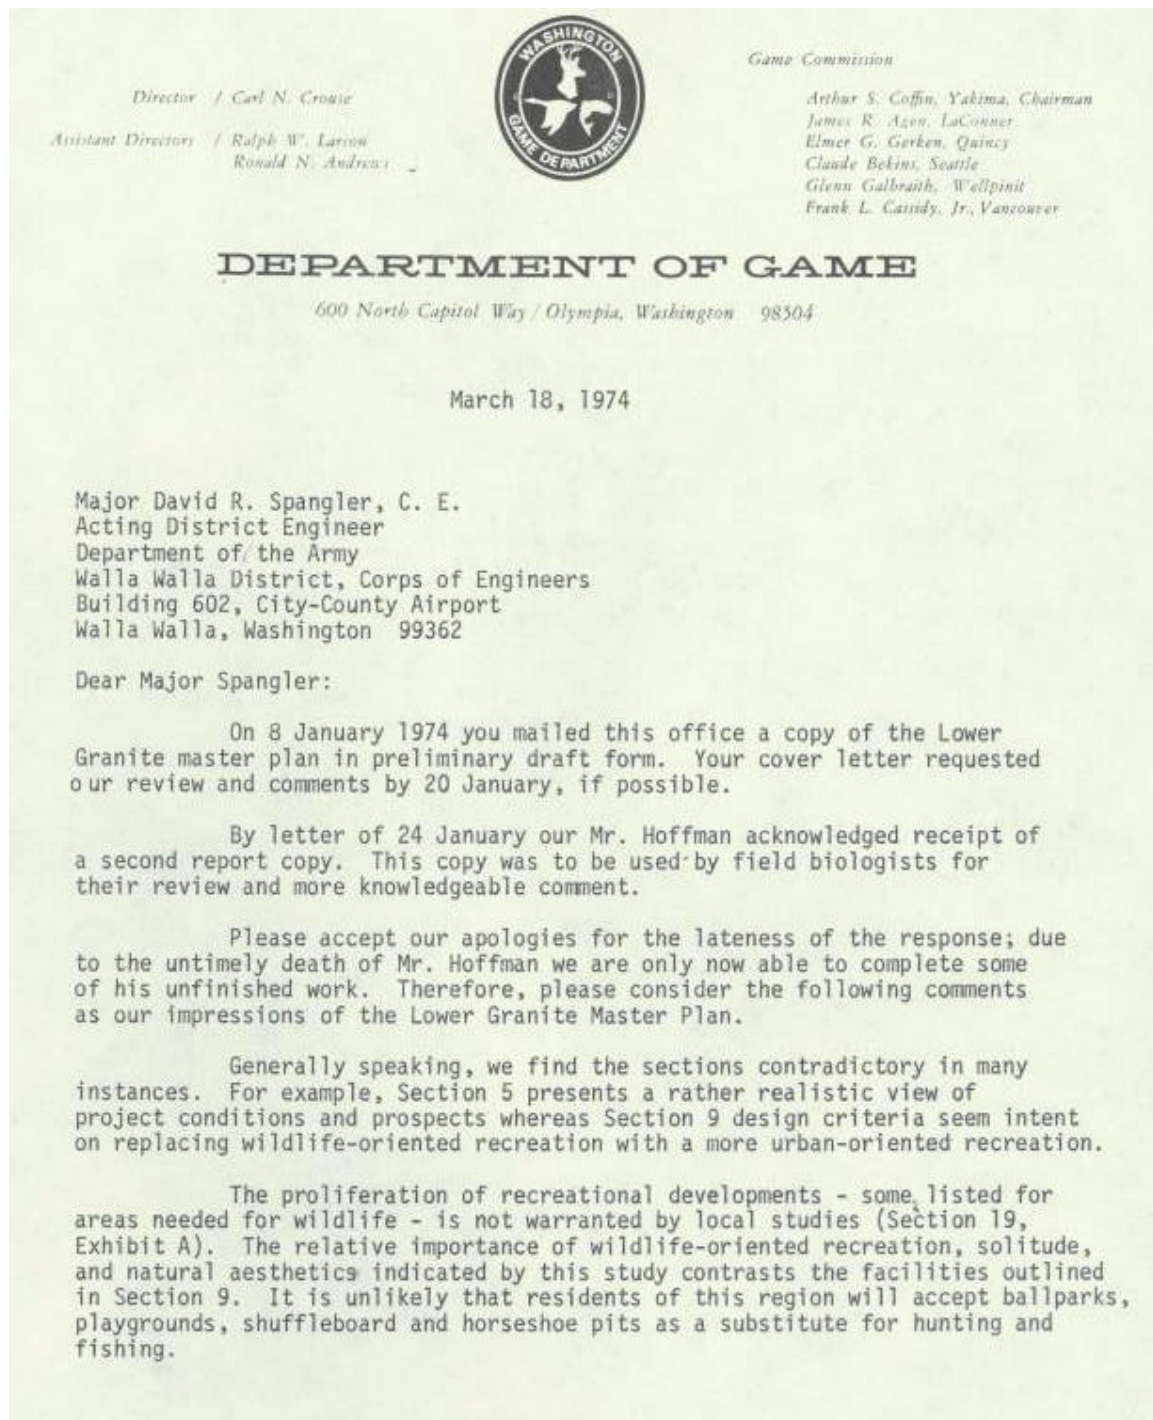 WASHINGTON
GAME DEPARTMENT
Director / Carl N. Crouse
Assistant Directors / Ralph W. Larson
Ronald N. Andrews
Game Commission
Arthur S. Coffin, Yakima, Chairman
James R. Agen, LaConner
Elmer G. Gerken, Quincy
Claude Bekins, Seattle
Glenn Galbraith, Wellpinit
Frank L. Cassidy, Jr., Vancouver
DEPARTMENT OF GAME
600 North Capitol Way / Olympia, Washington 98504
March 18, 1974
Major David R. Spangler, C. E.
Acting District Engineer
Department of the Army
Walla Walla District, Corps of Engineers
Building 602, City-County Airport
Walla Walla, Washington 99362
Dear Major Spangler:
On 8 January 1974 you mailed this office a copy of the Lower
Granite master plan in preliminary draft form. Your cover letter requested
our review and comments by 20 January, if possible.
By letter of 24 January our Mr. Hoffman acknowledged receipt of
a second report copy. This copy was to be used by field biologists for
their review and more knowledgeable comment.
Please accept our apologies for the lateness of the response; due
to the untimely death of Mr. Hoffman we are only now able to complete some
of his unfinished work. Therefore, please consider the following comments
as our impressions of the Lower Granite Master Plan.
Generally speaking, we find the sections contradictory in many
instances. For example, Section 5 presents a rather realistic view of
project conditions and prospects whereas Section 9 design criteria seem intent
on replacing wildlife-oriented recreation with a more urban-oriented recreation.
The proliferation of recreational developments - some listed for
areas needed for wildlife - is not warranted by local studies (Section 19,
Exhibit A). The relative importance of wildlife-oriented recreation, solitude,
and natural aesthetics indicated by this study contrasts the facilities outlined
in Section 9. It is unlikely that residents of this region will accept ballparks,
playgrounds, shuffleboard and horseshoe pits as a substitute for hunting and
fishing.